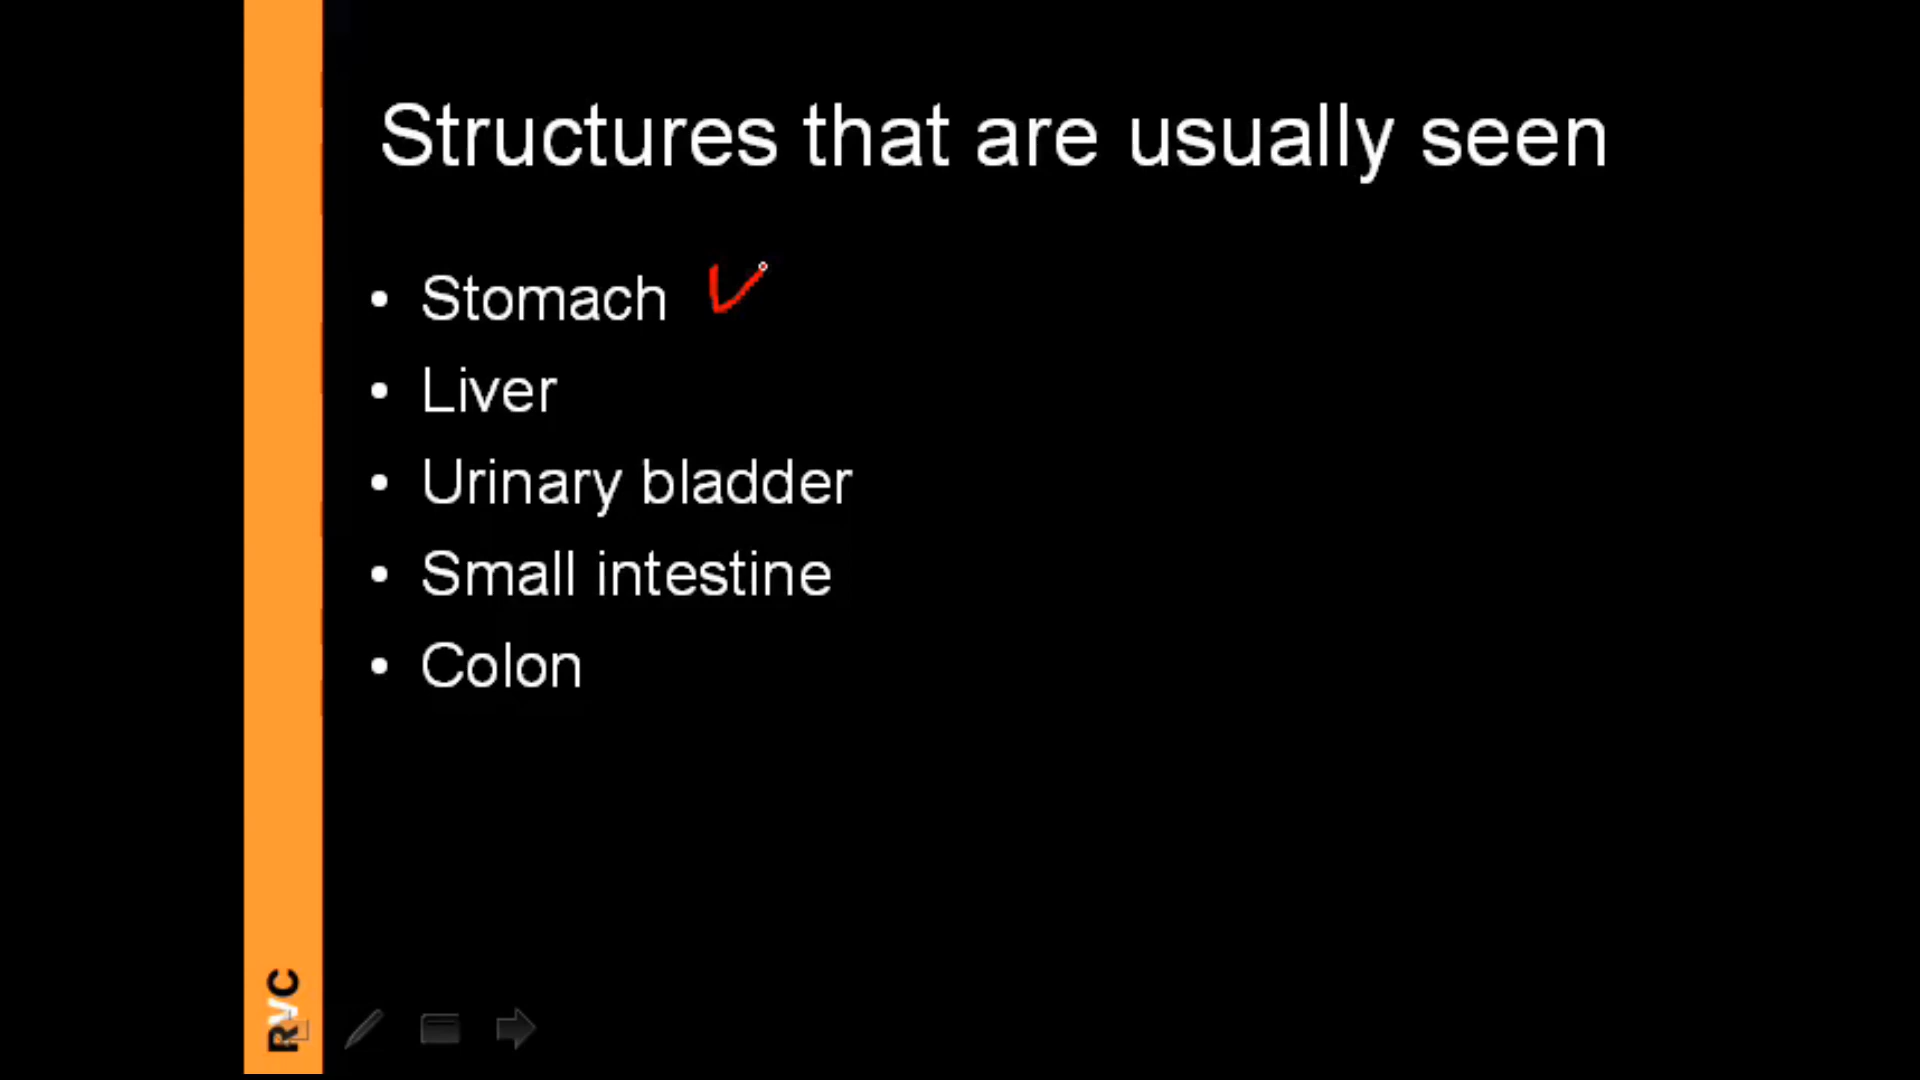 Structures that are usually seen
• Stomach
• Liver
• Urinary bladder
• Small intestine
• Colon
RVC